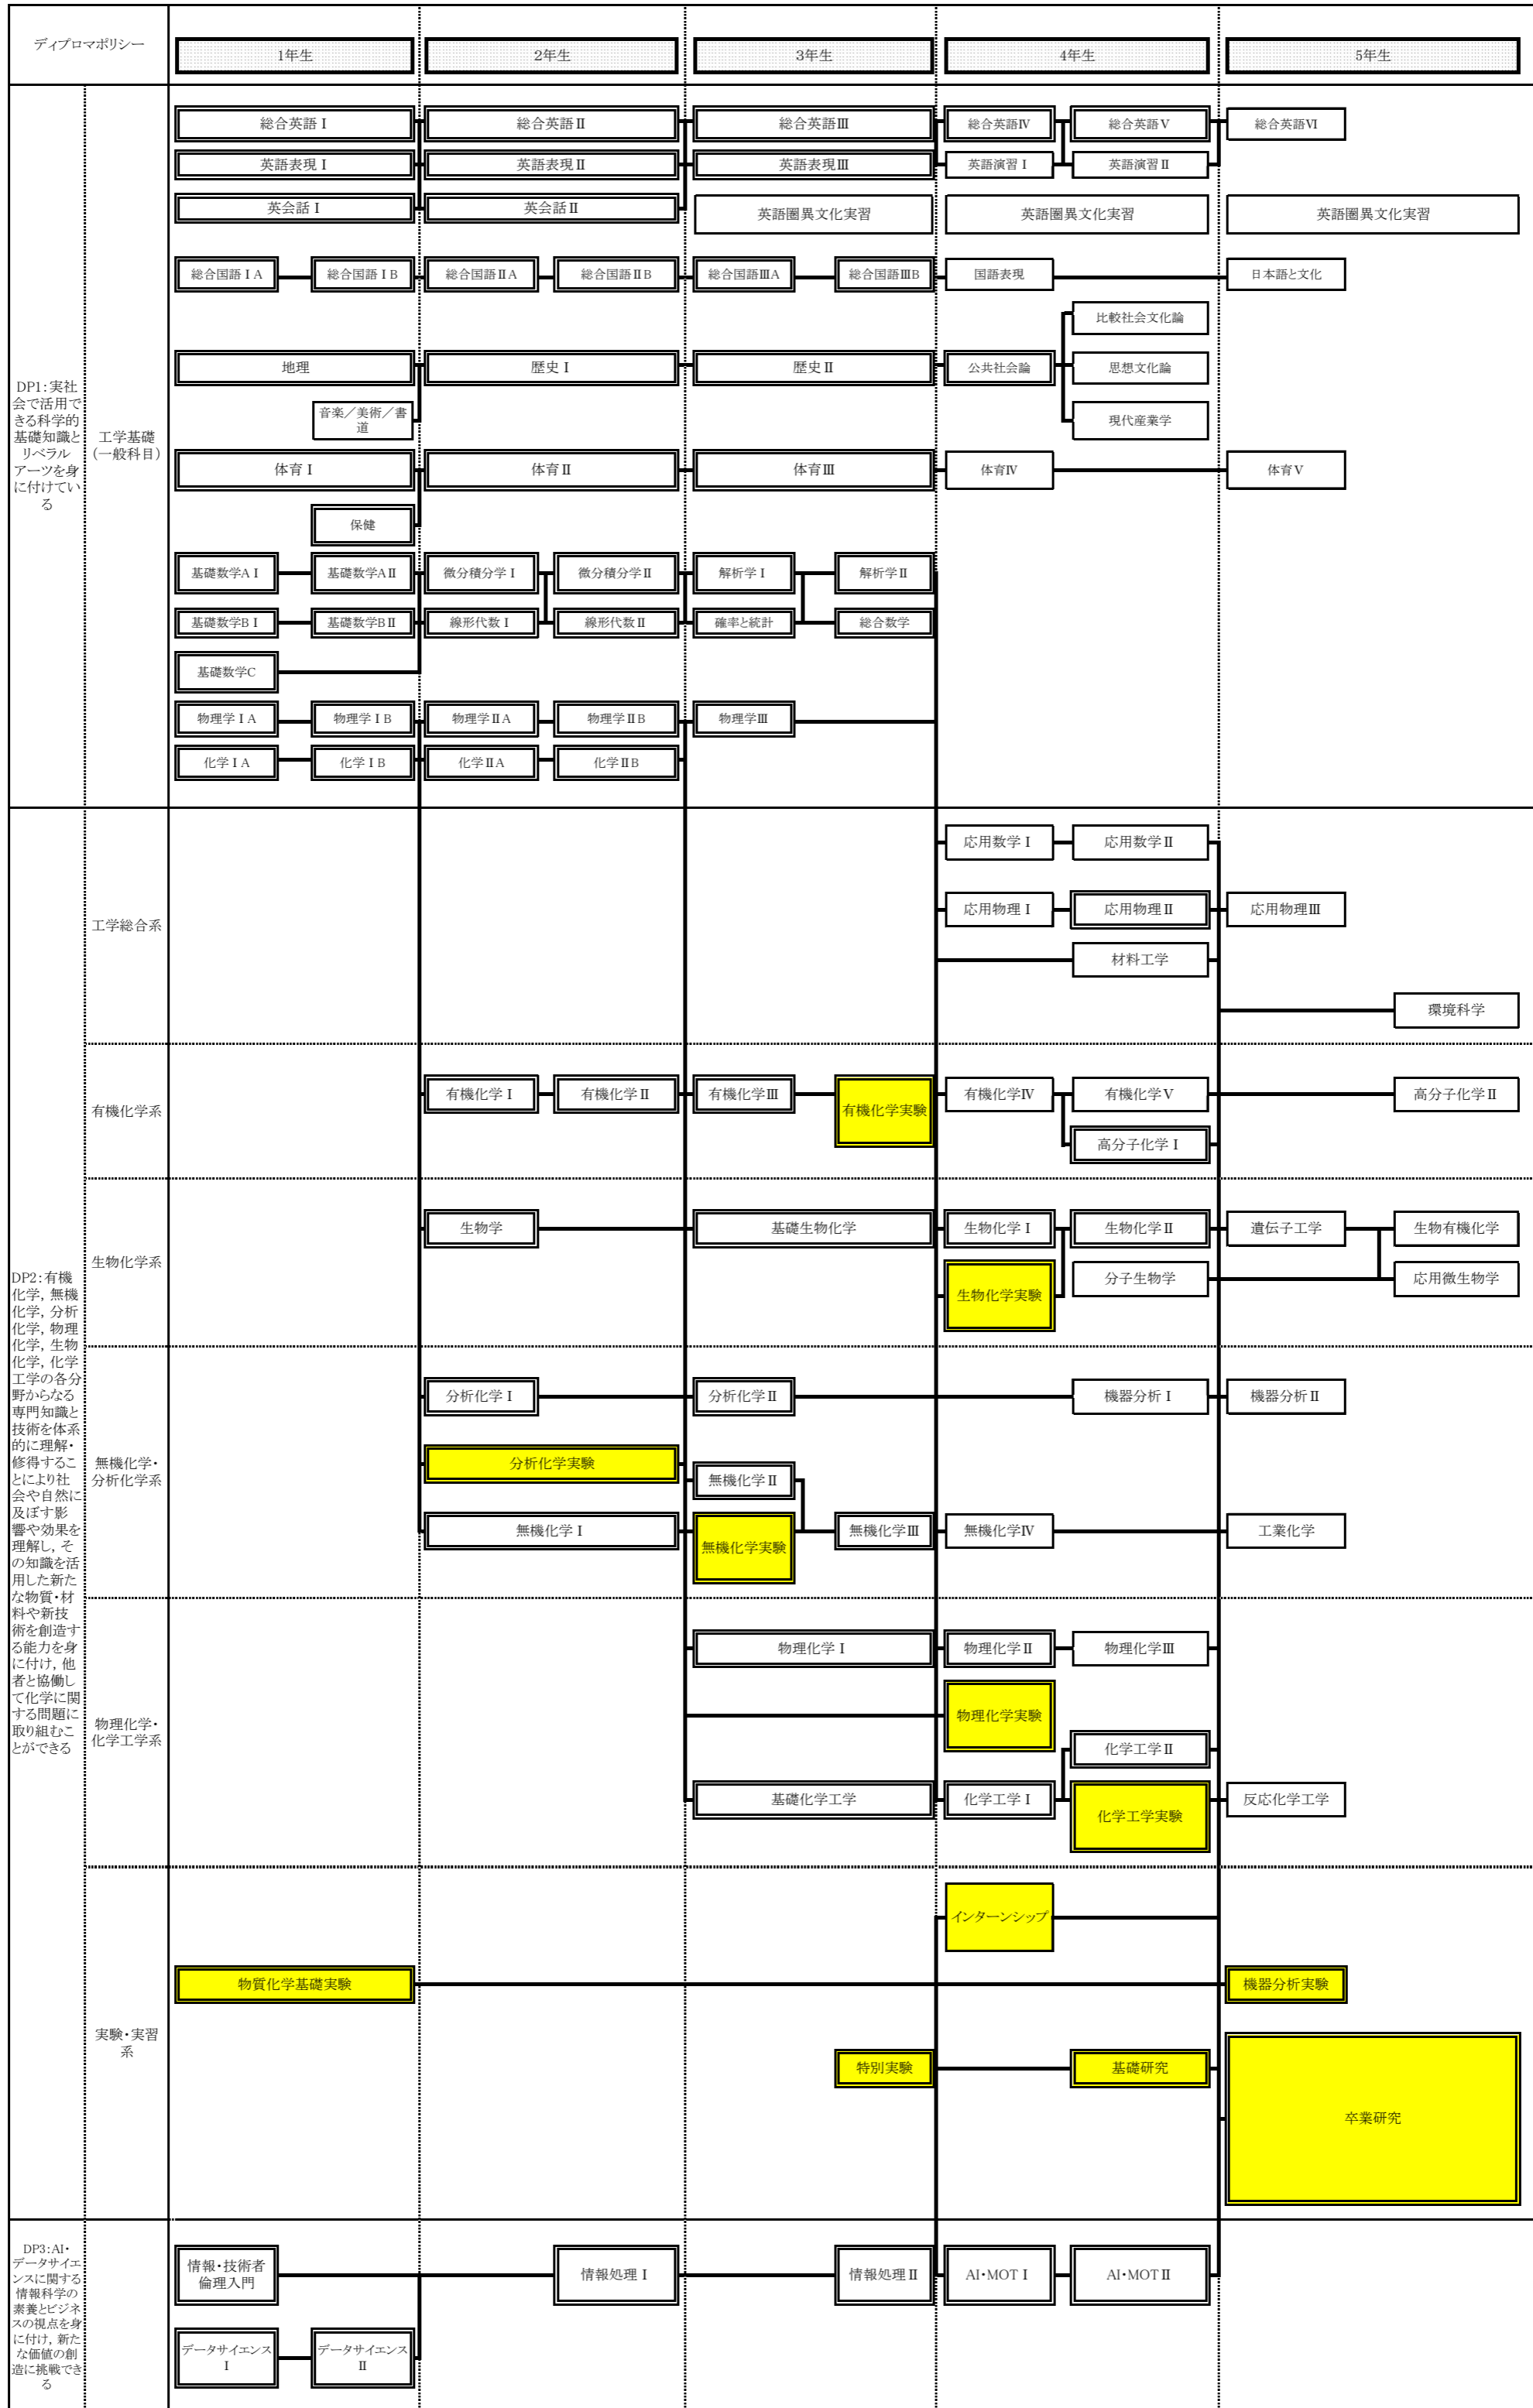 ディプロマポリシー
1年生
2年生
3年生
4年生
5年生
DP1：実社
会で活用で
きる科学的
基礎知識と
リベラル
アーツを身
に付けてい
る
工学基礎
（一般科目）
総合英語Ⅰ
総合英語Ⅱ
総合英語Ⅲ
総合英語Ⅳ
総合英語Ⅴ
総合英語Ⅵ
英語表現Ⅰ
英語表現Ⅱ
英語表現Ⅲ
英語演習Ⅰ
英語演習Ⅱ
英会話Ⅰ
英会話Ⅱ
英語圏異文化実習
英語圏異文化実習
英語圏異文化実習
総合国語ⅠA
総合国語ⅠB
総合国語ⅡA
総合国語ⅡB
総合国語ⅢA
総合国語ⅢB
国語表現
日本語と文化
比較社会文化論
地理
歴史Ⅰ
歴史Ⅱ
公共社会論
思想文化論
音楽／美術／書
道
現代産業学
体育Ⅰ
体育Ⅱ
体育Ⅲ
体育Ⅳ
体育Ⅴ
保健
基礎数学AⅠ
基礎数学AⅡ
微分積分学Ⅰ
微分積分学Ⅱ
解析学Ⅰ
解析学Ⅱ
基礎数学BⅠ
基礎数学BⅡ
線形代数Ⅰ
線形代数Ⅱ
確率と統計
総合数学
基礎数学C
物理学ⅠA
物理学ⅠB
物理学ⅡA
物理学ⅡB
物理学Ⅲ
化学ⅠA
化学ⅠB
化学ⅡA
化学ⅡB
DP2：有機
化学，無機
化学，分析
化学，物理
化学，生物
化学，化学
工学の各分
野からなる
専門知識と
技術を体系
的に理解・
修得するこ
とにより社
会や自然に
及ぼす影
響や効果を
理解し，そ
の知識を活
用した新た
な物質・材
料や新技
術を創造す
る能力を身
に付け，他
者と協働し
て化学に関
する問題に
取り組むこ
とができる
工学総合系
応用数学Ⅰ
応用数学Ⅱ
応用物理Ⅰ
応用物理Ⅱ
応用物理Ⅲ
材料工学
環境科学
有機化学系
有機化学Ⅰ
有機化学Ⅱ
有機化学Ⅲ
有機化学実験
有機化学Ⅳ
有機化学Ⅴ
高分子化学Ⅱ
高分子化学Ⅰ
生物化学系
生物学
基礎生物化学
生物化学Ⅰ
生物化学Ⅱ
遺伝子工学
生物有機化学
生物化学実験
分子生物学
応用微生物学
無機化学・
分析化学系
分析化学Ⅰ
分析化学Ⅱ
機器分析Ⅰ
機器分析Ⅱ
分析化学実験
無機化学Ⅱ
無機化学Ⅰ
無機化学実験
無機化学Ⅲ
無機化学Ⅳ
工業化学
物理化学・
化学工学系
物理化学Ⅰ
物理化学Ⅱ
物理化学Ⅲ
物理化学実験
化学工学Ⅱ
基礎化学工学
化学工学Ⅰ
化学工学実験
反応化学工学
実験・実習
系
インターンシップ
物質化学基礎実験
機器分析実験
特別実験
基礎研究
卒業研究
DP3：AI・
データサイエ
ンスに関する
情報科学の
素養とビジネ
スの視点を身
に付け，新た
な価値の創
造に挑戦でき
る
情報・技術者
倫理入門
情報処理Ⅰ
情報処理Ⅱ
AI・MOTⅠ
AI・MOTⅡ
データサイエンス
Ⅰ
データサイエンス
Ⅱ